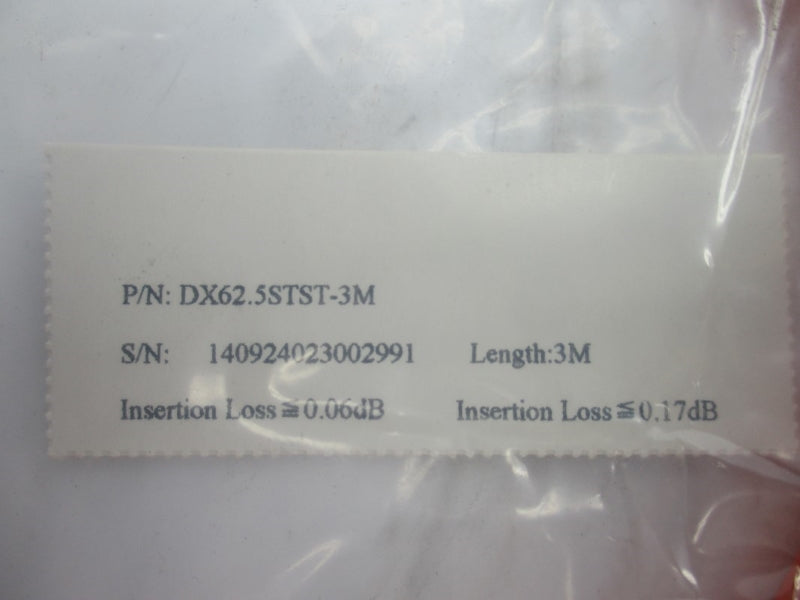 P/N: DX62.5STST-3M
S/N: 140924023002991 Length:3M
Insertion Loss≦0.06dB Insertion Loss≦0.17dB